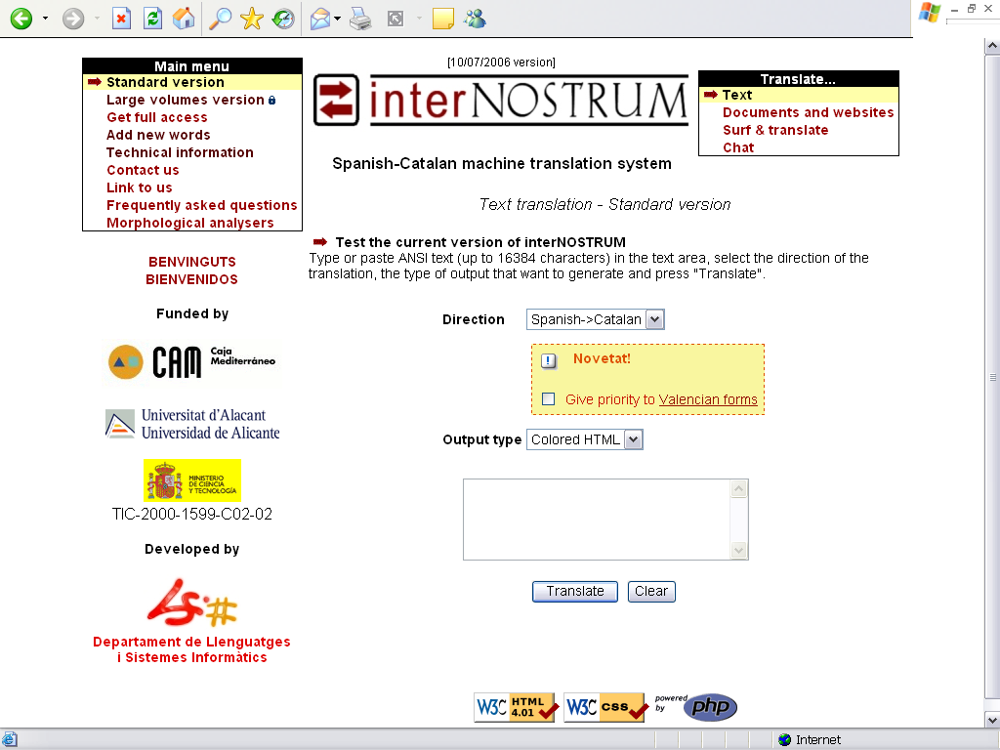 Main menu
Standard version
Large volumes version
Get full access
Add new words
Technical information
Contact us
Link to us
Frequently asked questions
Morphological analysers
BENVINGUTS
BIENVENIDOS
Funded by
CAM Caja
Mediterráneo
Universitat d'Alacant
Universidad de Alicante
MINISTERIO
DE CIENCIA
Y TECNOLOGÍA
TIC-2000-1599-C02-02
Developed by
Departament de Llenguatges
i Sistemes Informàtics
[10/07/2006 version]
interNOSTRUM
Spanish-Catalan machine translation system
Translate...
Text
Documents and websites
Surf & translate
Chat
Text translation - Standard version
Test the current version of interNOSTRUM
Type or paste ANSI text (up to 16384 characters) in the text area, select the direction of the
translation, the type of output that want to generate and press "Translate".
Direction Spanish->Catalan
Novetat!
Give priority to Valencian forms
Output type Colored HTML
Translate Clear
W3C HTML
4.01
W3C CSS
powered
by php
Internet